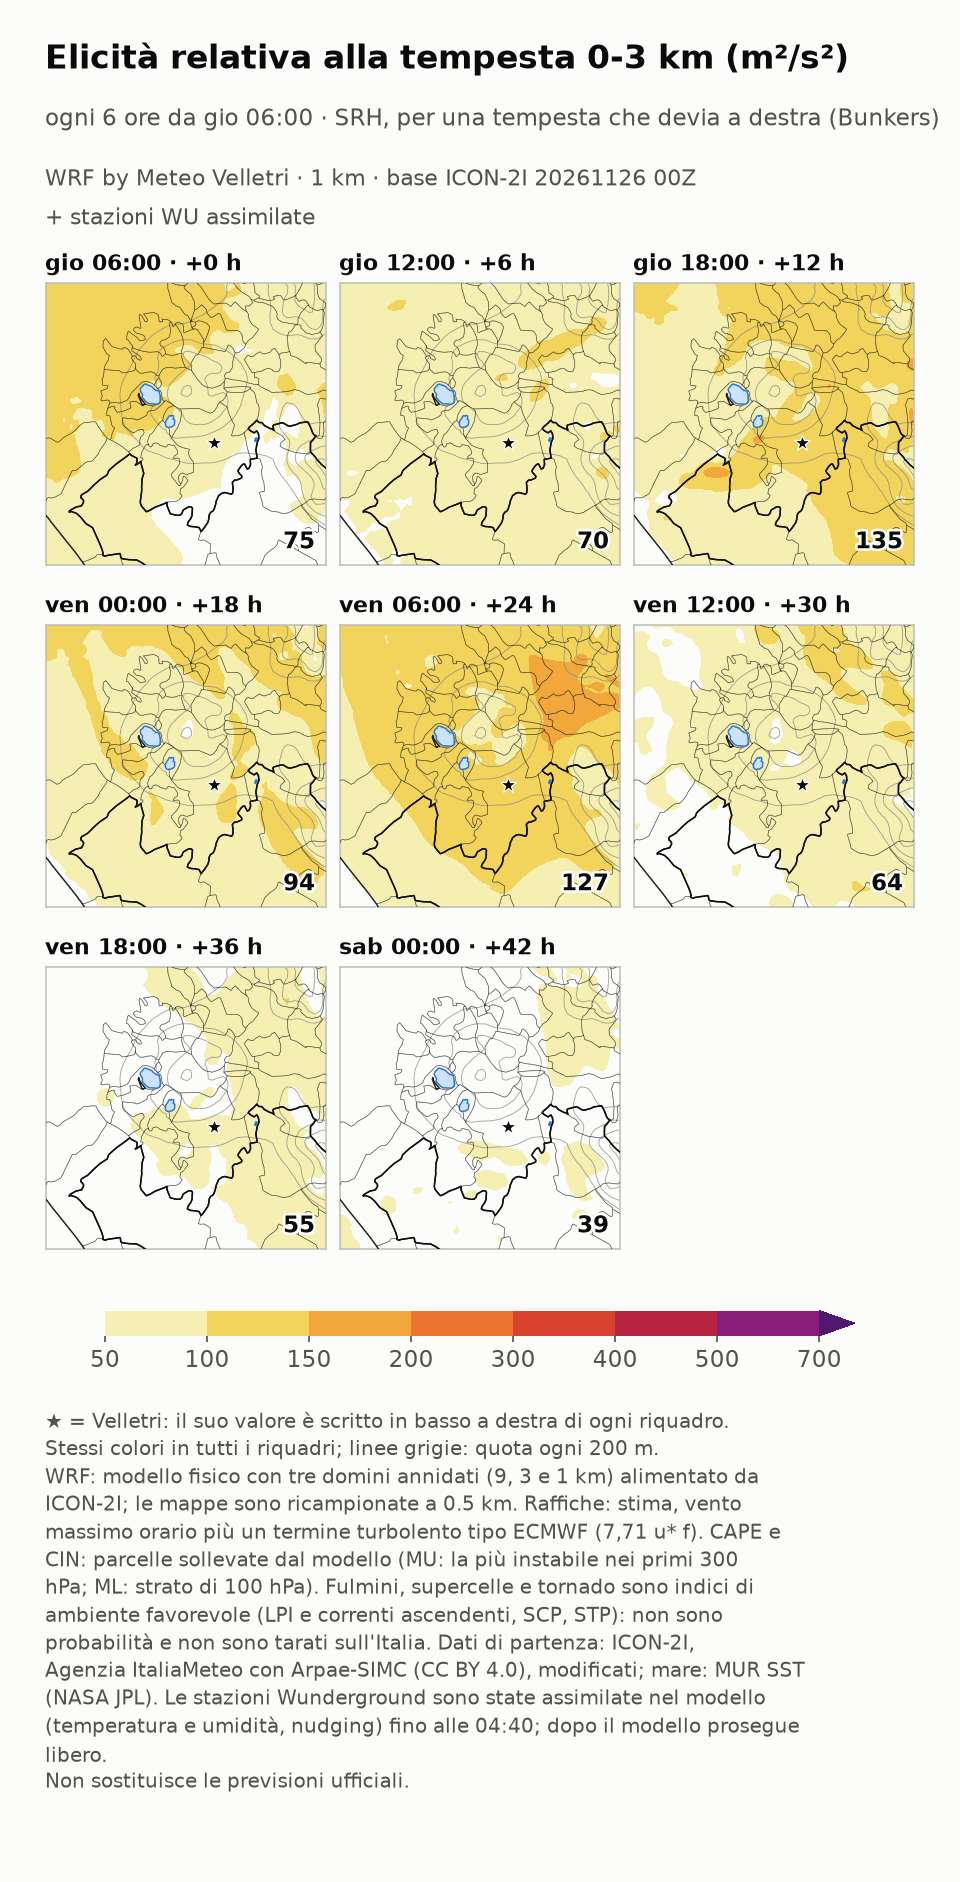 Elicità relativa alla tempesta 0-3 km (m²/s²)
ogni 6 ore da gio 06:00 · SRH, per una tempesta che devia a destra (Bunkers)
WRF by Meteo Velletri · 1 km · base ICON-2I 20261126 00Z
+ stazioni WU assimilate
gio 06:00 · +0 h
gio 12:00 · +6 h
gio 18:00 · +12 h
75
70
135
ven 00:00 · +18 h
ven 06:00 · +24 h
ven 12:00 · +30 h
94
127
64
ven 18:00 · +36 h
sab 00:00 · +42 h
55
39
50 100 150 200 300 400 500 700
★ = Velletri: il suo valore è scritto in basso a destra di ogni riquadro.
Stessi colori in tutti i riquadri; linee grigie: quota ogni 200 m.
WRF: modello fisico con tre domini annidati (9, 3 e 1 km) alimentato da
ICON-2I; le mappe sono ricampionate a 0.5 km. Raffiche: stima, vento
massimo orario più un termine turbolento tipo ECMWF (7,71 u* f). CAPE e
CIN: parcelle sollevate dal modello (MU: la più instabile nei primi 300
hPa; ML: strato di 100 hPa). Fulmini, supercelle e tornado sono indici di
ambiente favorevole (LPI e correnti ascendenti, SCP, STP): non sono
probabilità e non sono tarati sull'Italia. Dati di partenza: ICON-2I,
Agenzia ItaliaMeteo con Arpae-SIMC (CC BY 4.0), modificati; mare: MUR SST
(NASA JPL). Le stazioni Wunderground sono state assimilate nel modello
(temperatura e umidità, nudging) fino alle 04:40; dopo il modello prosegue
libero.
Non sostituisce le previsioni ufficiali.